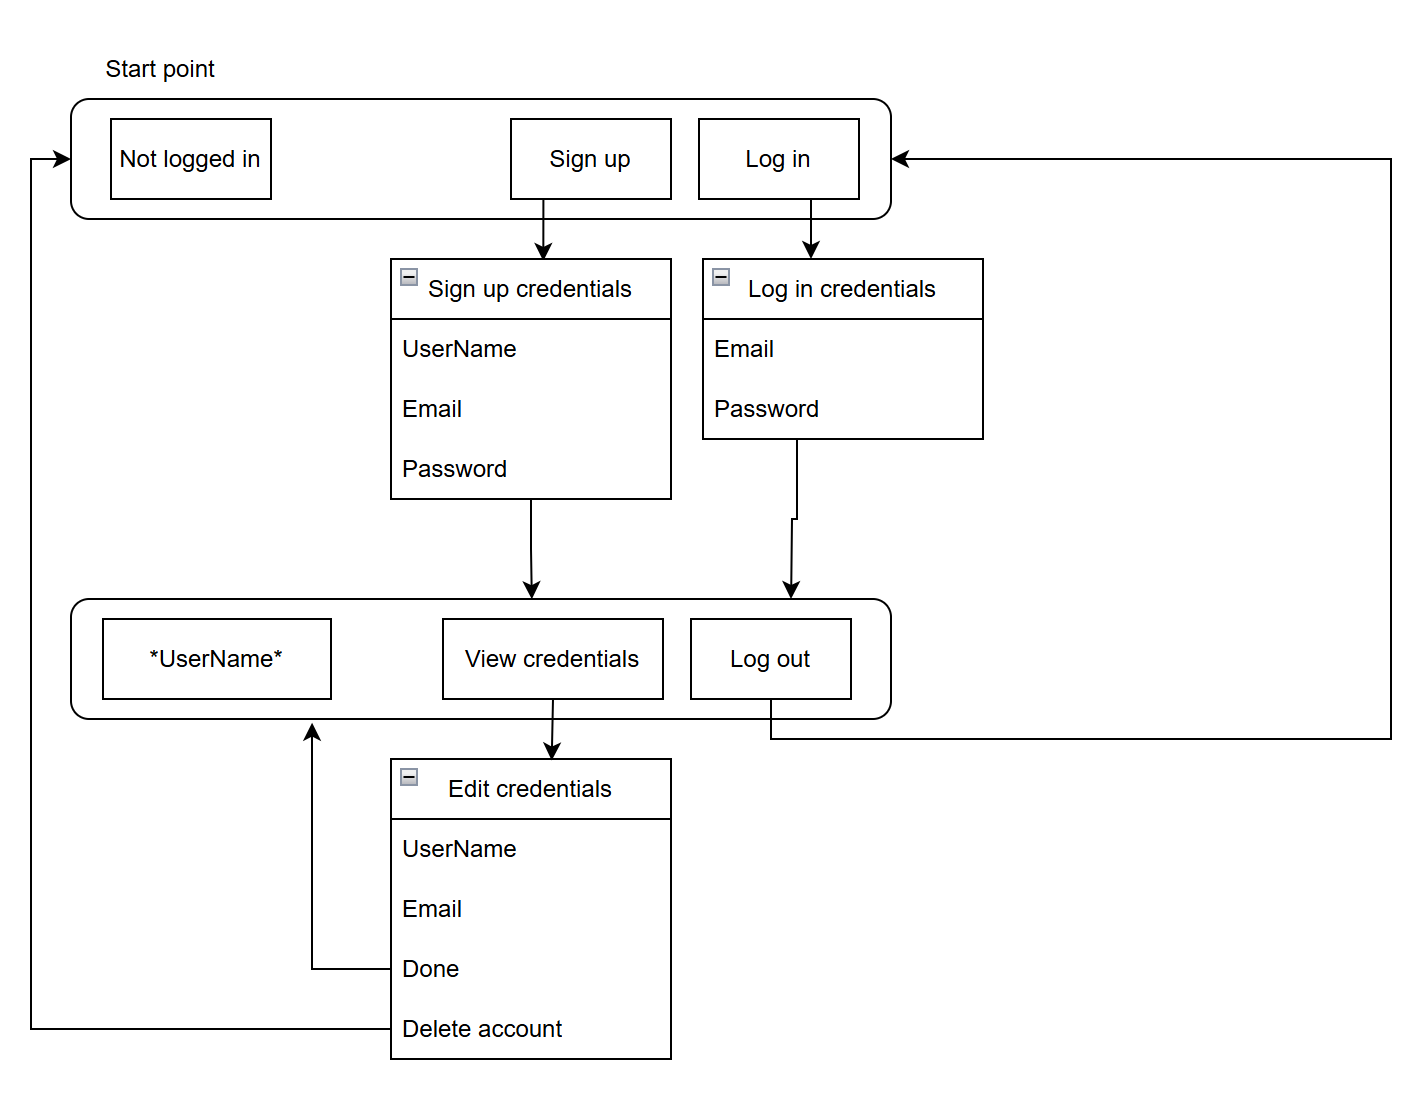 Start point
Not logged in
Sign up
Log in
Sign up credentials
UserName
Email
Password
Log in credentials
Email
Password
*UserName*
View credentials
Log out
Edit credentials
UserName
Email
Done
Delete account